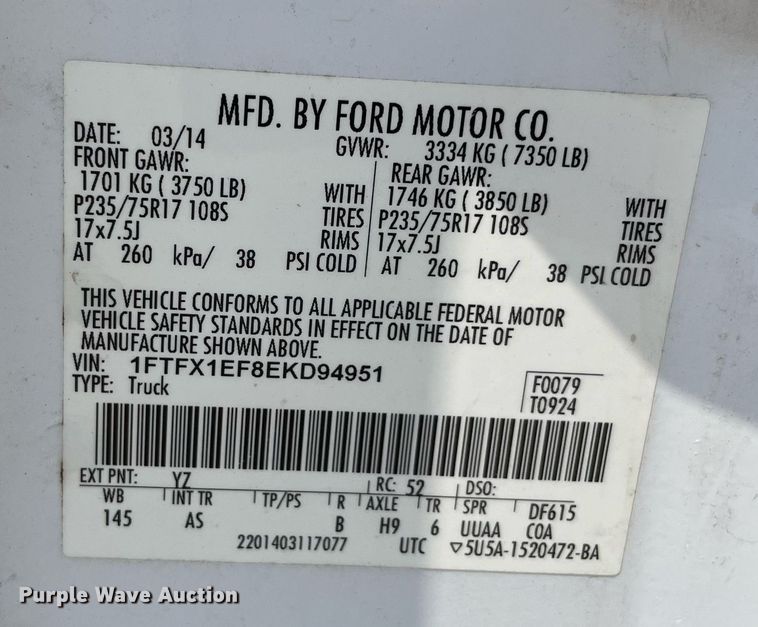 MFD. BY FORD MOTOR CO.
DATE: 03/14 GVWR: 3334 KG ( 7350 LB)
FRONT GAWR: REAR GAWR:
1701 KG ( 3750 LB) WITH 1746 KG ( 3850 LB) WITH
P235/75R17 108S TIRES P235/75R17 108S TIRES
17x7.5J RIMS 17x7.5J RIMS
AT 260 kPa/ 38 PSI COLD AT 260 kPa/ 38 PSI COLD
THIS VEHICLE CONFORMS TO ALL APPLICABLE FEDERAL MOTOR
VEHICLE SAFETY STANDARDS IN EFFECT ON THE DATE OF
MANUFACTURE SHOWN ABOVE.
VIN: 1FTFX1EF8EKD94951
TYPE: Truck
F0079
T0924
EXT PNT: YZ RC: 52 DSO:
WB INT TR TP/PS R AXLE TR SPR DF615
145 AS B H9 6 UUAA COA
2201403117077 UTC ▽5U5A-1520472-BA
Purple Wave Auction